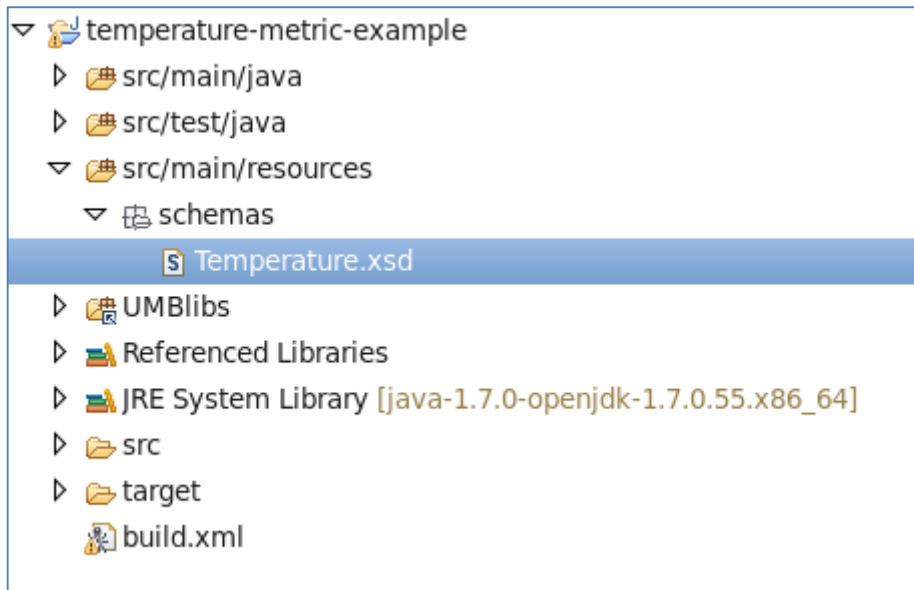 temperature-metric-example
src/main/java
src/test/java
src/main/resources
schemas
S Temperature.xsd
UMBlibs
Referenced Libraries
JRE System Library [java-1.7.0-openjdk-1.7.0.55.x86_64]
src
target
build.xml